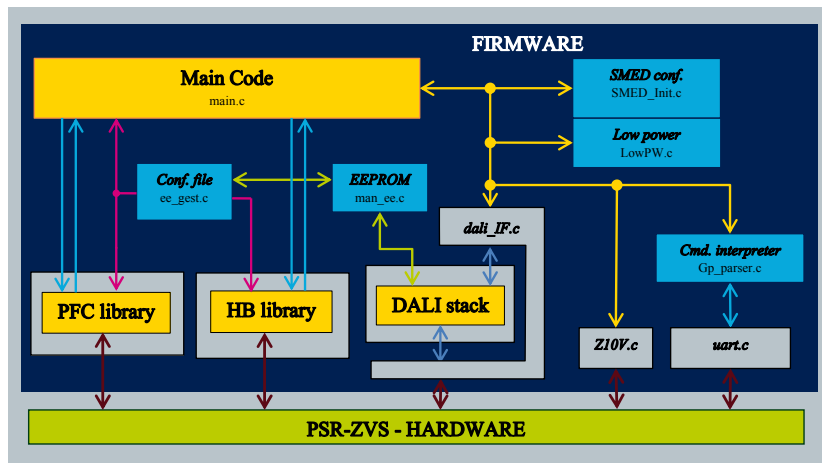 FIRMWARE
Main Code
main.c
SMED conf.
SMED_Init.c
Low power
LowPW.c
Conf. file
ee_gest.c
EEPROM
man_ee.c
dali_IF.c
Cmd. interpreter
Gp_parser.c
PFC library
HB library
DALI stack
Z10V.c
uart.c
PSR-ZVS - HARDWARE